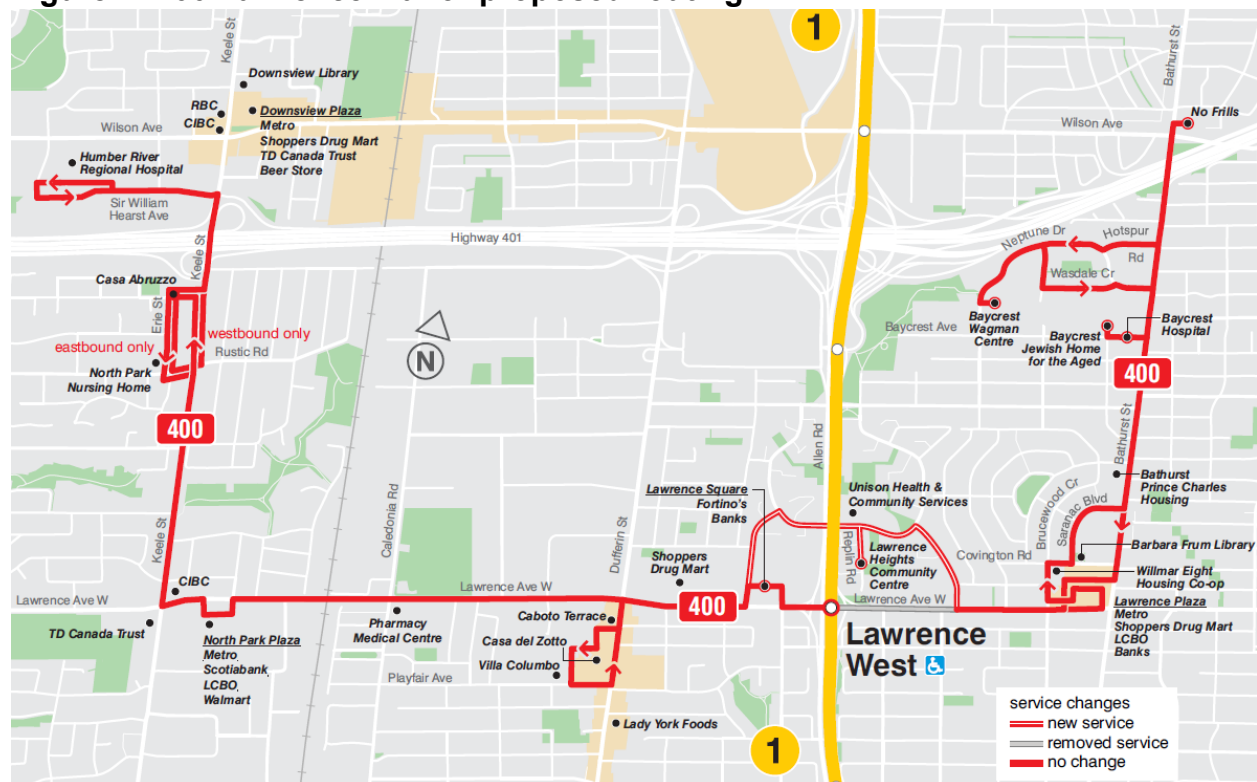 1
Keele St
Bathurst St
Downsview Library
RBC
CIBC
Downsview Plaza
Metro
Shoppers Drug Mart
TD Canada Trust
Beer Store
No Frills
Wilson Ave
Wilson Ave
Humber River
Regional Hospital
Sir William
Hearst Ave
Keele St
Highway 401
Neptune Dr
Hotspur
Rd
Wasdale Cr
Casa Abruzzo
Erie St
westbound only
eastbound only
Rustic Rd
North Park
Nursing Home
N
Baycrest Ave
Baycrest
Wagman
Centre
Baycrest
Jewish Home
for the Aged
Baycrest
Hospital
400
400
Keele St
Caledonia Rd
Dufferin St
Allen Rd
Bathurst St
Lawrence Square
Fortino's
Banks
Unison Health &
Community Services
Brucewood Cr
Saranac Blvd
Bathurst
Prince Charles
Housing
Shoppers
Drug Mart
Replin Rd
Lawrence
Heights
Community
Centre
Covington Rd
Barbara Frum Library
Willmar Eight
Housing Co-op
CIBC
Lawrence Ave W
Lawrence Ave W
400
Lawrence Ave W
Lawrence Plaza
Metro
Shoppers Drug Mart
LCBO
Banks
TD Canada Trust
North Park Plaza
Metro
Scotiabank
LCBO
Walmart
Pharmacy
Medical Centre
Caboto Terrace
Casa del Zotto
Villa Columbo
Playfair Ave
Lawrence
West
Lady York Foods
1
service changes
new service
removed service
no change